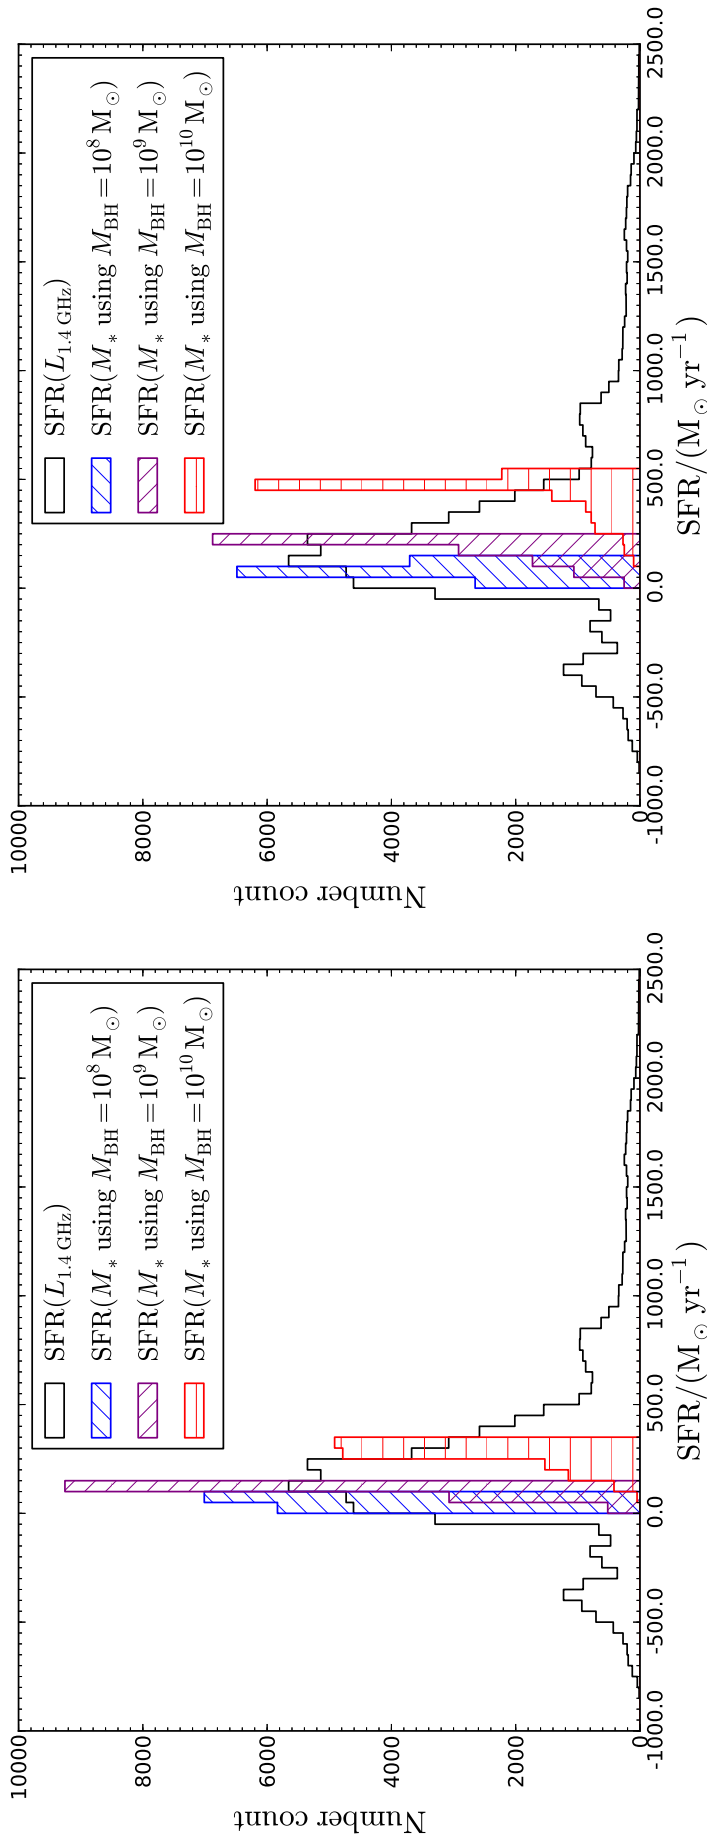 10000
8000
6000
4000
2000
0
Number count
-1000.0
-500.0
0.0
500.0
1000.0
1500.0
2000.0
2500.0
SFR/(M⊙ yr⁻¹)
SFR(L1.4 GHz)
SFR(M* using MBH=10⁸ M⊙)
SFR(M* using MBH=10⁹ M⊙)
SFR(M* using MBH=10¹⁰ M⊙)
10000
8000
6000
4000
2000
0
Number count
-1000.0
-500.0
0.0
500.0
1000.0
1500.0
2000.0
2500.0
SFR/(M⊙ yr⁻¹)
SFR(L1.4 GHz)
SFR(M* using MBH=10⁸ M⊙)
SFR(M* using MBH=10⁹ M⊙)
SFR(M* using MBH=10¹⁰ M⊙)